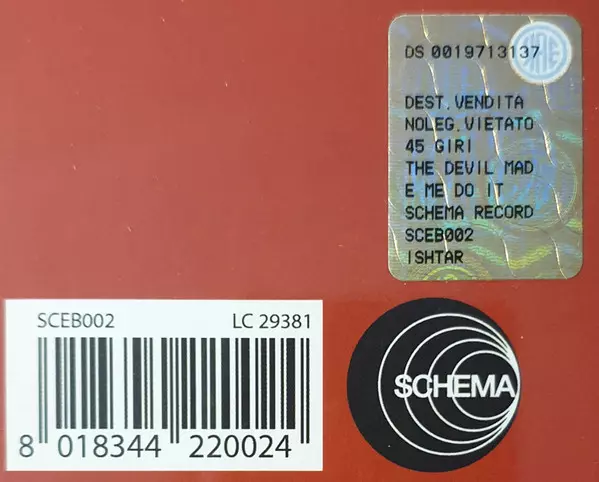 DS 0019713137
DEST.VENDITA
NOLEG.VIETATO
45 GIRI
THE DEVIL MAD
E ME DO IT
SCHEMA RECORD
SCEB002
ISHTAR
SCEB002 LC 29381
8 018344 220024
SCHEMA